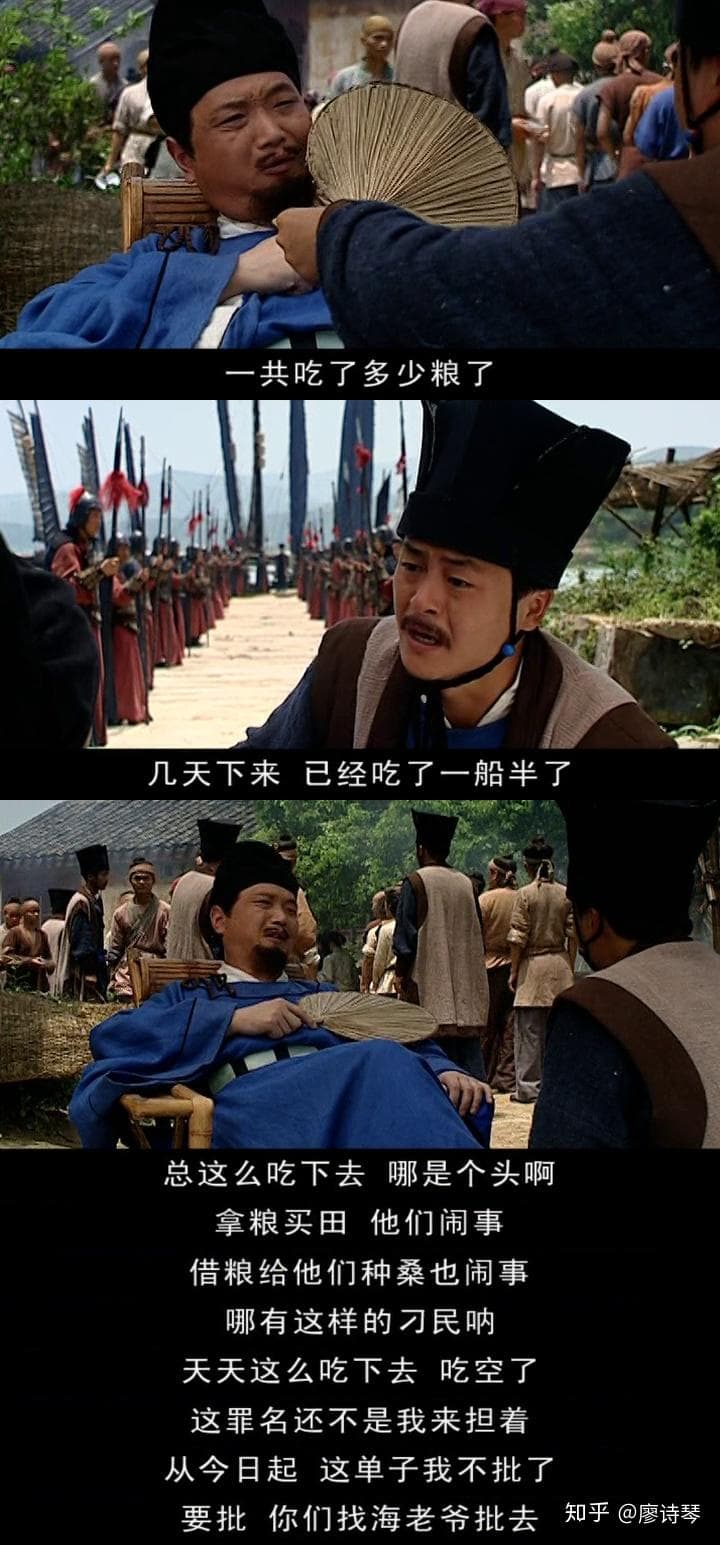 一共吃了多少粮了
几天下来 已经吃了一船半了
总这么吃下去 哪是个头啊
拿粮买田 他们闹事
借粮给他们种桑也闹事
哪有这样的刁民呐
天天这么吃下去 吃空了
这罪名还不是我来担着
从今日起 这单子我不批了
要批 你们找海老爷批去
知乎 @廖诗琴